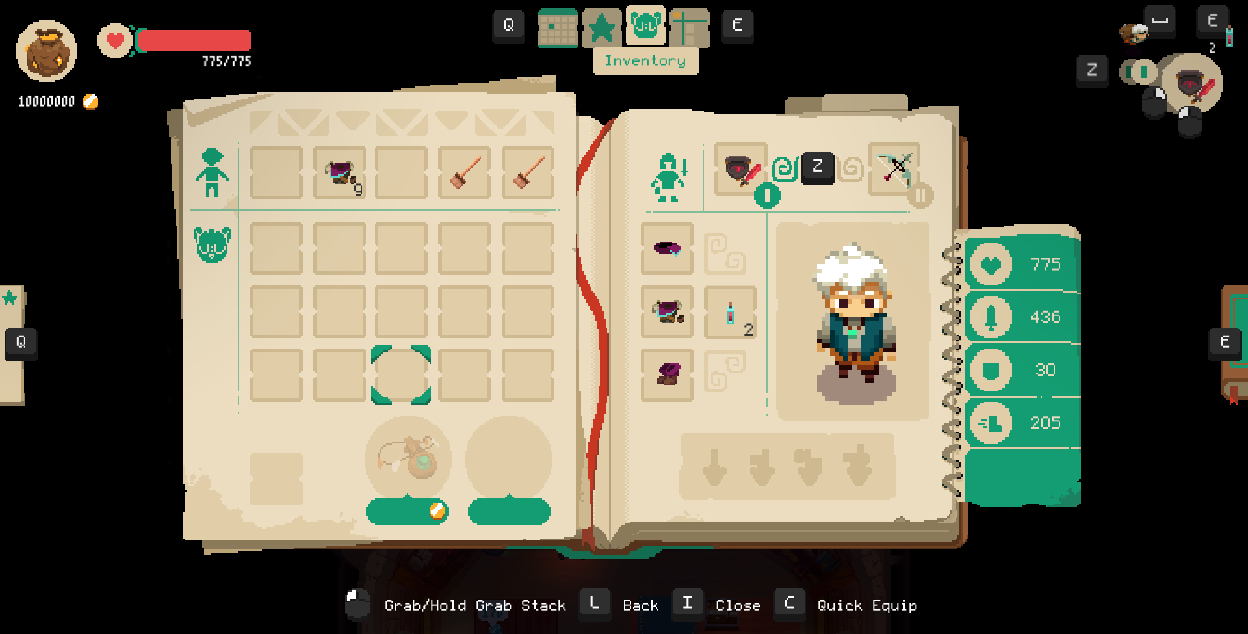 Q
E
Inventory
775/775
10000000
E
2
Z
9
Z
I
II
2
775
436
30
205
Q
E
Grab/Hold Grab Stack L Back I Close C Quick Equip